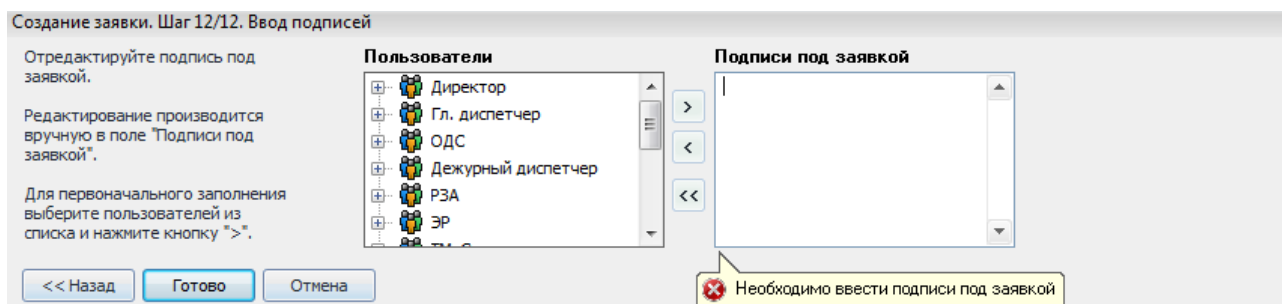 Создание заявки. Шаг 12/12. Ввод подписей
Отредактируйте подпись под
заявкой.
Редактирование производится
вручную в поле "Подписи под
заявкой".
Для первоначального заполнения
выберите пользователей из
списка и нажмите кнопку ">".
Пользователи
Директор
Гл. диспетчер
ОДС
Дежурный диспетчер
РЗА
ЭР
>
<
<<
Подписи под заявкой
Необходимо ввести подписи под заявкой
<< Назад
Готово
Отмена